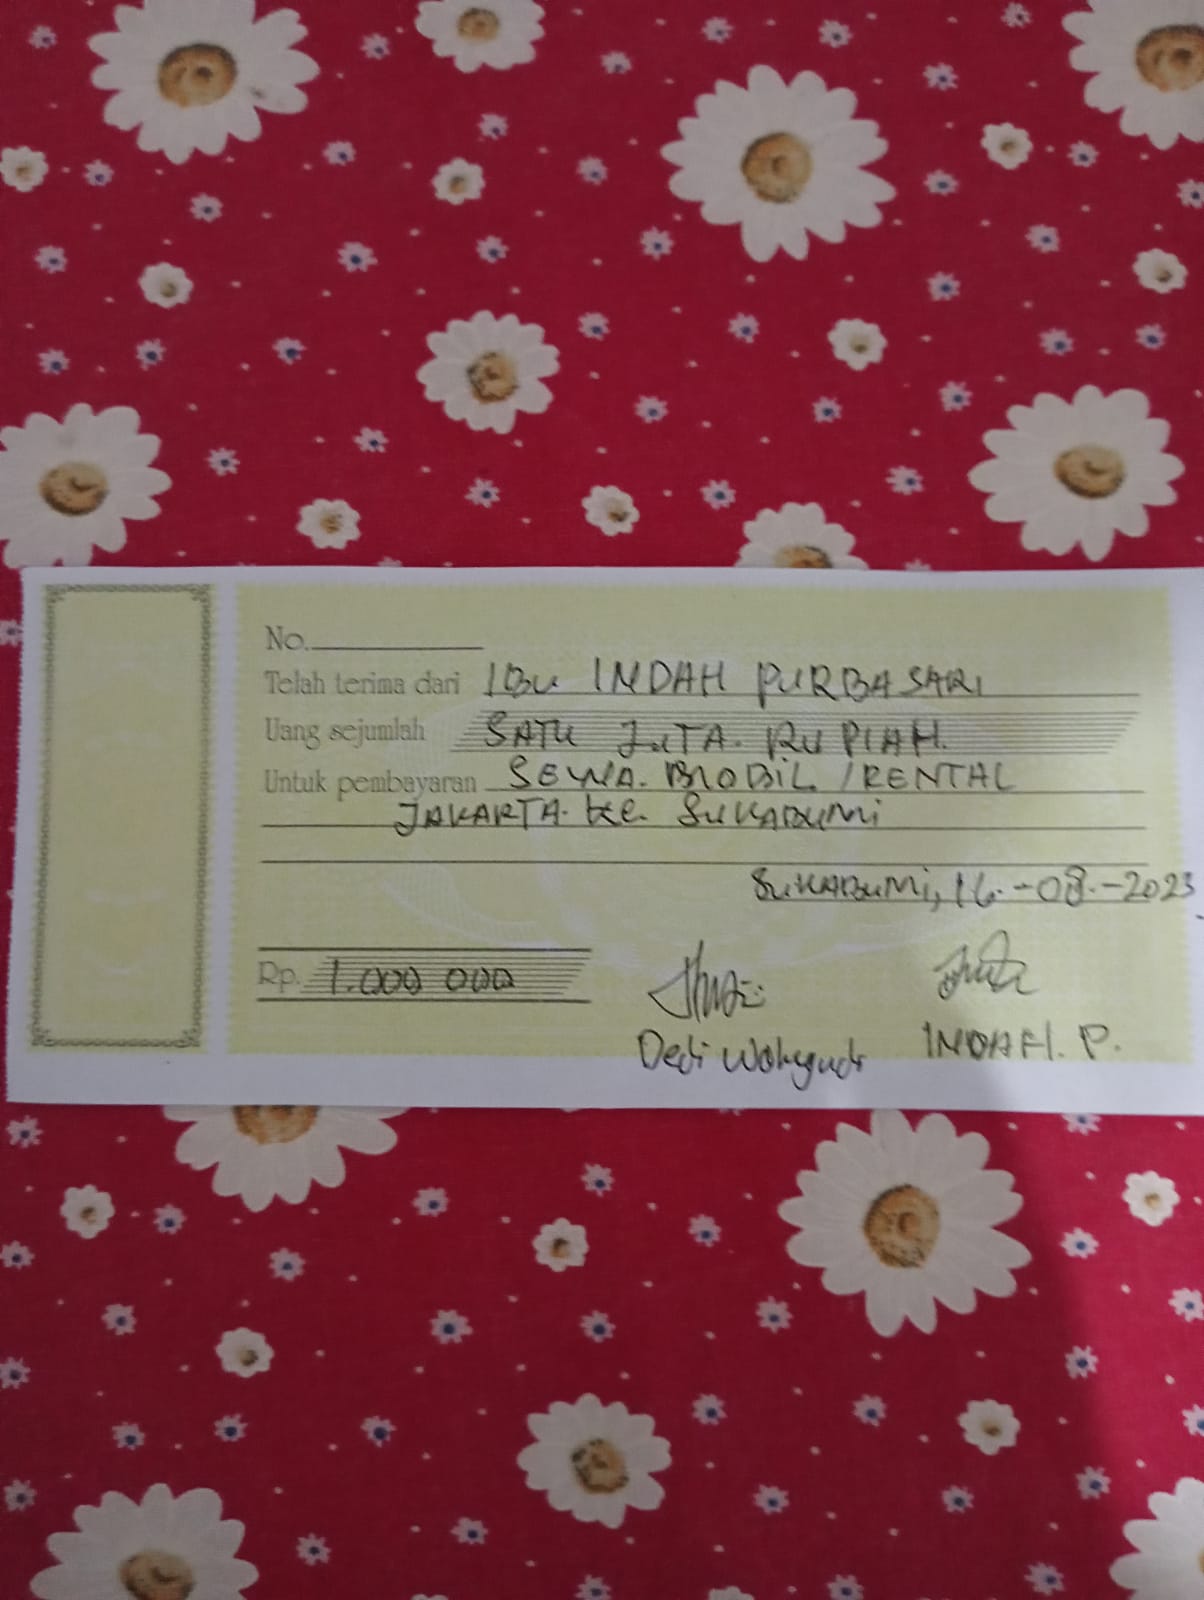 No.
Telah terima dari IBU INDAH PURBASARI
Uang sejumlah SATU JUTA. RUPIAH.
Untuk pembayaran SEWA. MOBIL /RENTAL
JAKARTA. ke. SUKABUMI
SUKABUMI, 16.-08.-2023
Rp. 1.000 000
Dedi Wahyudi
INDAH. P.